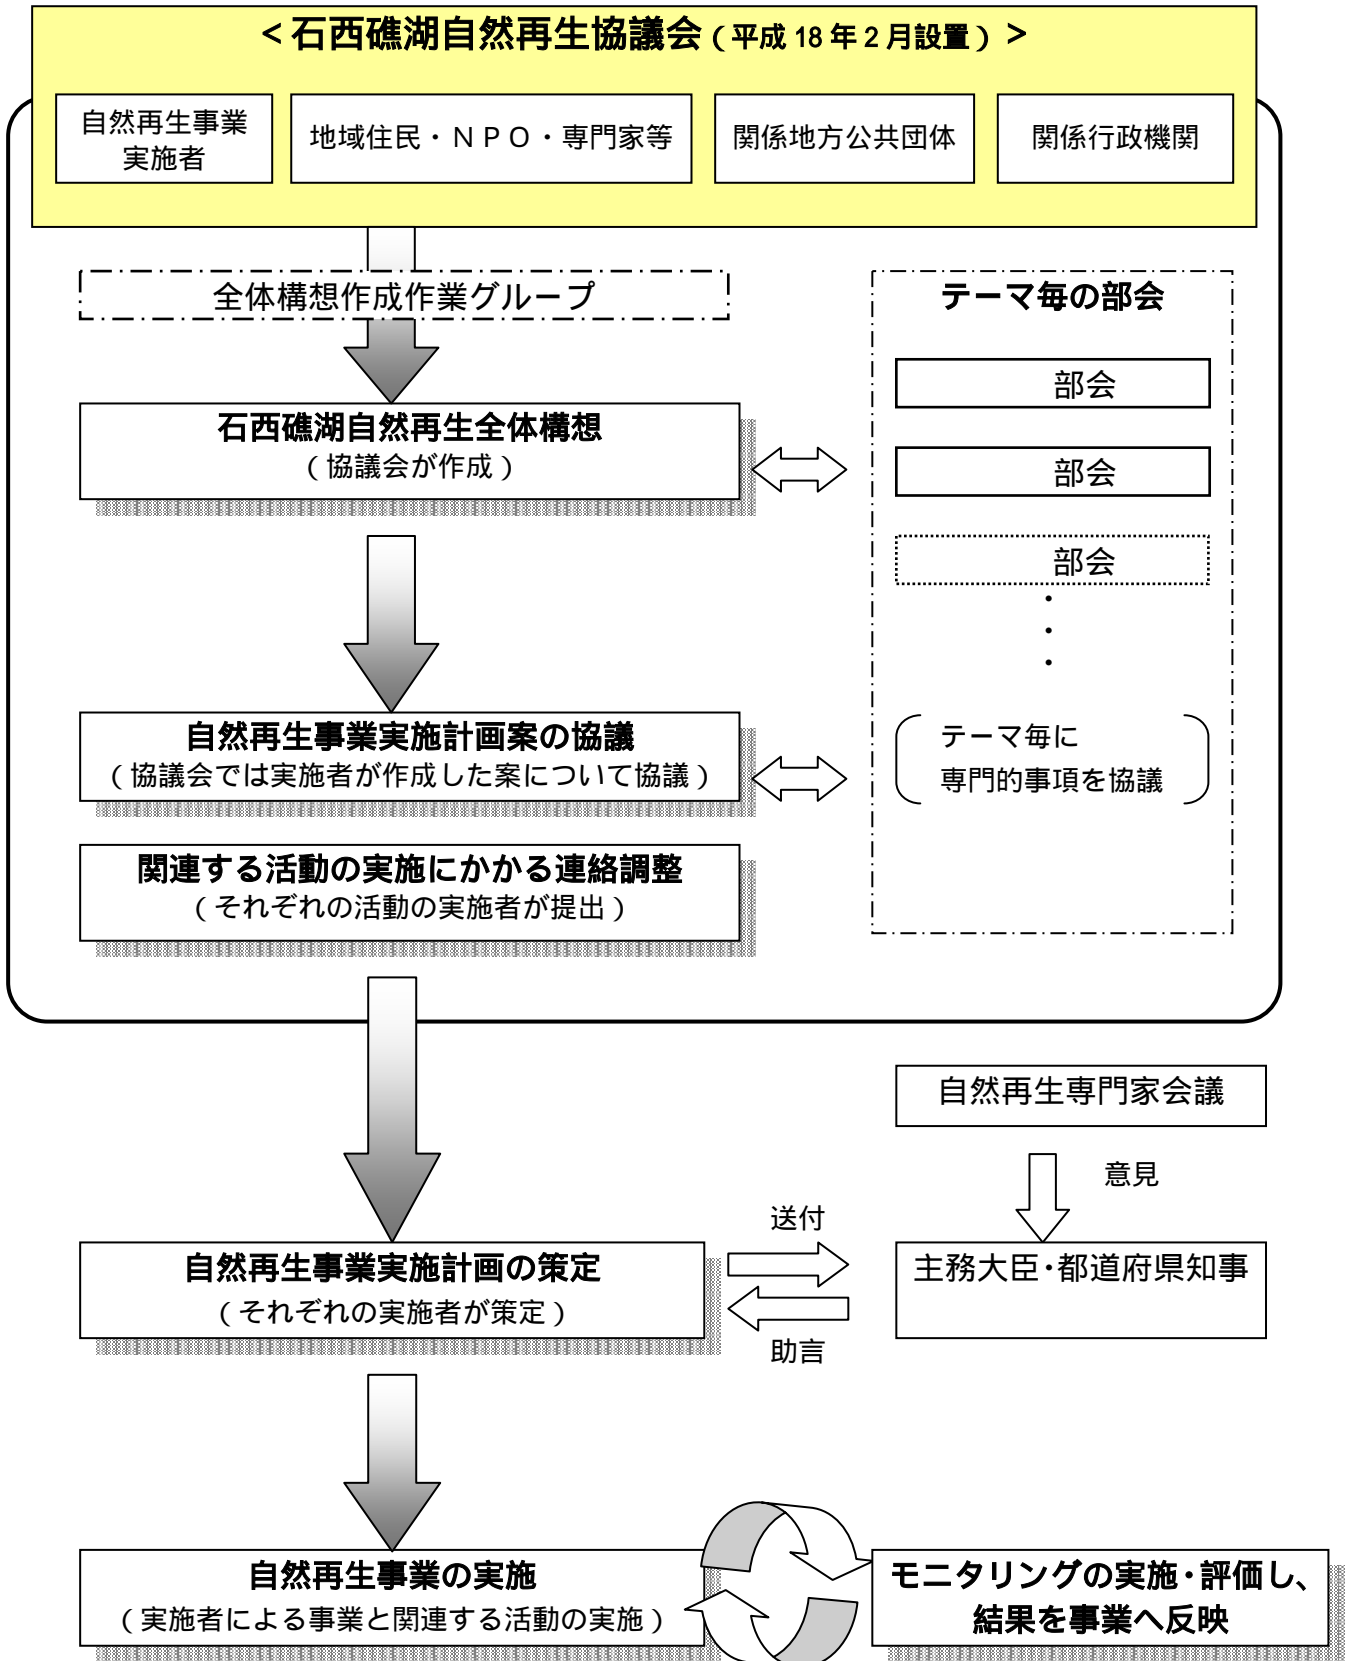 <石西礁湖自然再生協議会(平成18年2月設置)>
自然再生事業
実施者
地域住民・NPO・専門家等
関係地方公共団体
関係行政機関
全体構想作成作業グループ
テーマ毎の部会
部会
石西礁湖自然再生全体構想
(協議会が作成)
部会
部会
・
・
・
自然再生事業実施計画案の協議
(協議会では実施者が作成した案について協議)
テーマ毎に
専門的事項を協議
関連する活動の実施にかかる連絡調整
(それぞれの活動の実施者が提出)
自然再生専門家会議
意見
送付
自然再生事業実施計画の策定
(それぞれの実施者が策定)
主務大臣・都道府県知事
助言
自然再生事業の実施
(実施者による事業と関連する活動の実施)
モニタリングの実施・評価し、
結果を事業へ反映